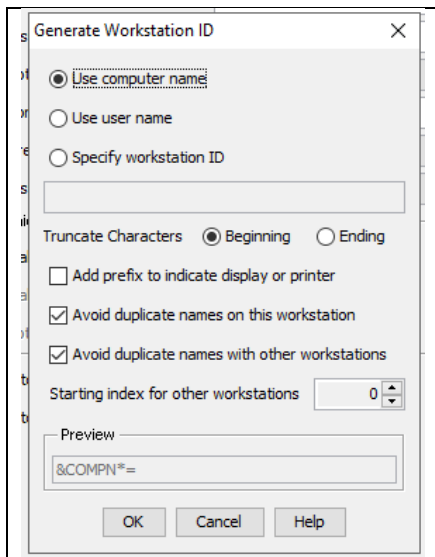 Generate Workstation ID
Use computer name
Use user name
Specify workstation ID
Truncate Characters Beginning Ending
Add prefix to indicate display or printer
Avoid duplicate names on this workstation
Avoid duplicate names with other workstations
Starting index for other workstations 0
Preview
&COMPN*=
OK Cancel Help